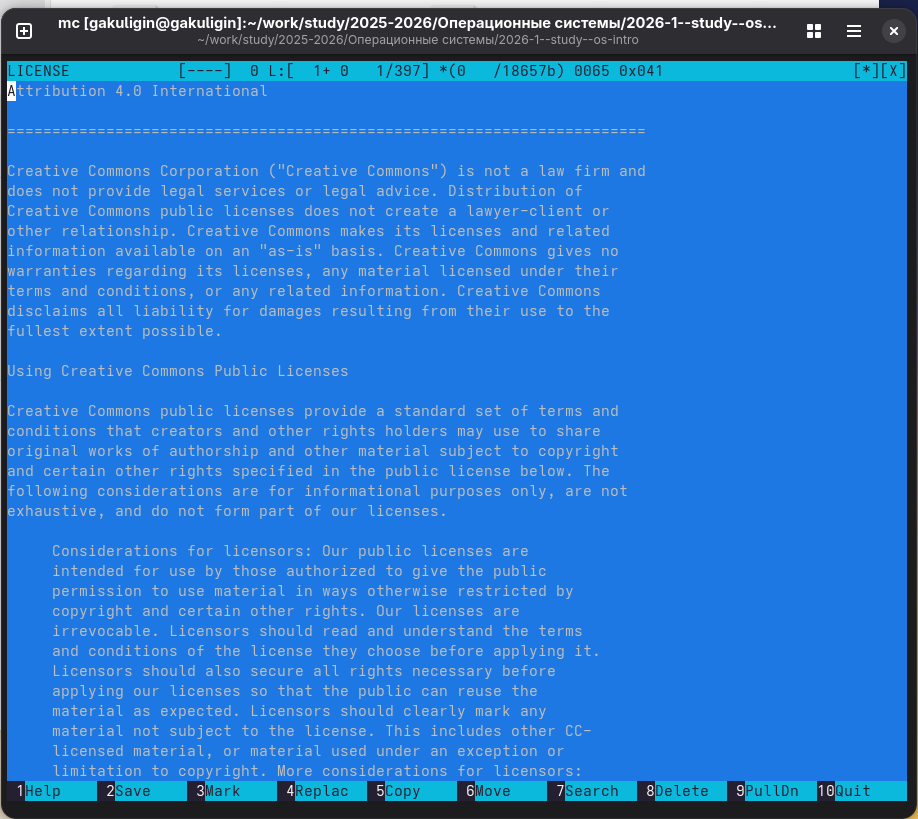 mc [gakuligin@gakuligin]:~/work/study/2025-2026/Операционные системы/2026-1--study--os...
~/work/study/2025-2026/Операционные системы/2026-1--study--os-intro
LICENSE            [----]  0 L:[  1+ 0   1/397] *(0   /18657b) 0065 0x041                     [*][X]
Attribution 4.0 International
=======================================================================
Creative Commons Corporation ("Creative Commons") is not a law firm and
does not provide legal services or legal advice. Distribution of
Creative Commons public licenses does not create a lawyer-client or
other relationship. Creative Commons makes its licenses and related
information available on an "as-is" basis. Creative Commons gives no
warranties regarding its licenses, any material licensed under their
terms and conditions, or any related information. Creative Commons
disclaims all liability for damages resulting from their use to the
fullest extent possible.
Using Creative Commons Public Licenses
Creative Commons public licenses provide a standard set of terms and
conditions that creators and other rights holders may use to share
original works of authorship and other material subject to copyright
and certain other rights specified in the public license below. The
following considerations are for informational purposes only, are not
exhaustive, and do not form part of our licenses.
Considerations for licensors: Our public licenses are
intended for use by those authorized to give the public
permission to use material in ways otherwise restricted by
copyright and certain other rights. Our licenses are
irrevocable. Licensors should read and understand the terms
and conditions of the license they choose before applying it.
Licensors should also secure all rights necessary before
applying our licenses so that the public can reuse the
material as expected. Licensors should clearly mark any
material not subject to the license. This includes other CC-
licensed material, or material used under an exception or
limitation to copyright. More considerations for licensors:
1Help 2Save 3Mark 4Replac 5Copy 6Move 7Search 8Delete 9PullDn 10Quit